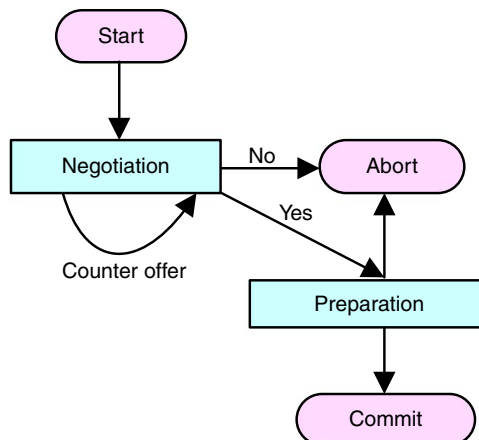 Start
Negotiation
No
Abort
Yes
Counter offer
Preparation
Commit